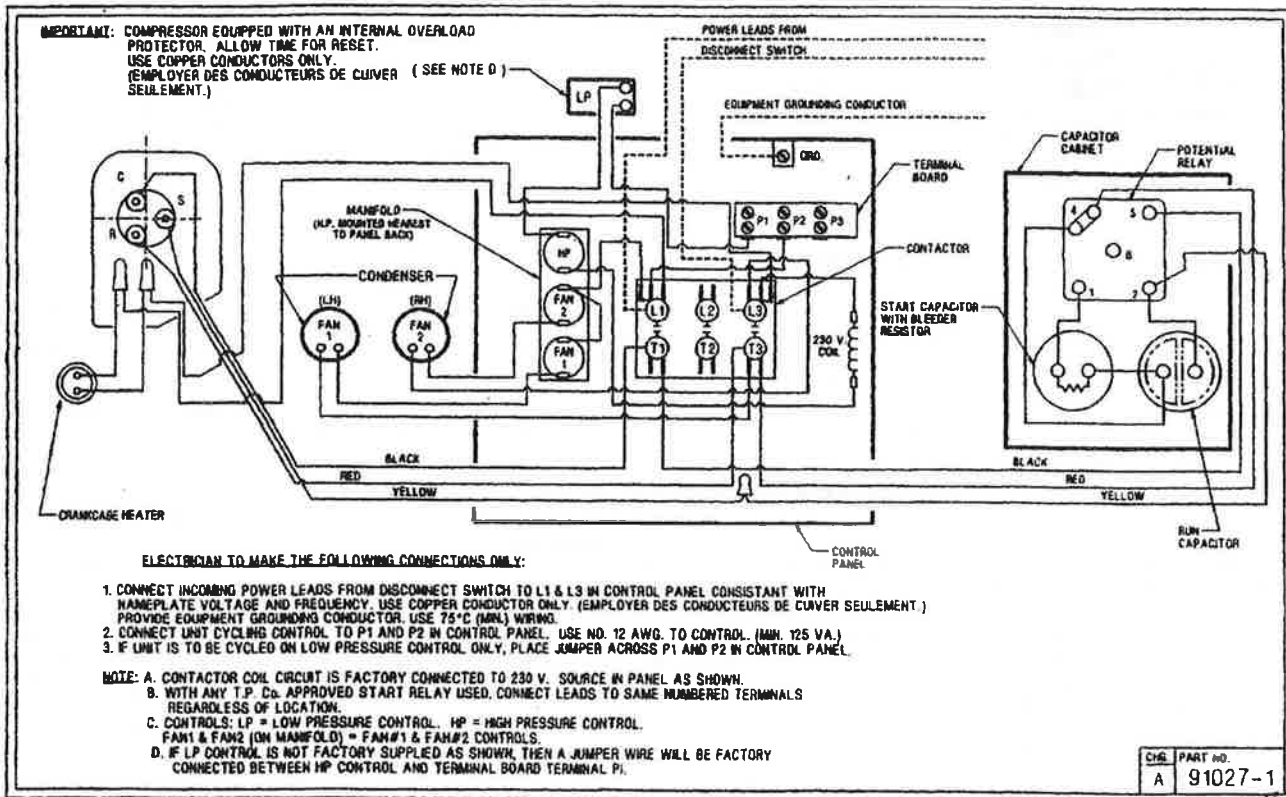 IMPORTANT: COMPRESSOR EQUIPPED WITH AN INTERNAL OVERLOAD
PROTECTOR. ALLOW TIME FOR RESET.
USE COPPER CONDUCTORS ONLY.
(EMPLOYER DES CONDUCTEURS DE CUIVER
SEULEMENT.)
( SEE NOTE D )
LP
POWER LEADS FROM
DISCONNECT SWITCH
EQUIPMENT GROUNDING CONDUCTOR
GRD.
TERMINAL
BOARD
CAPACITOR
CABINET
POTENTIAL
RELAY
C
S
R
MANIFOLD
(H.P. MOUNTED NEAREST
TO PANEL BACK)
HP
P1
P2
P3
CONTACTOR
4
5
6
1
2
CONDENSER
(LH)
(RH)
FAN
1
FAN
2
FAN
2
FAN
1
L1
L2
L3
T1
T2
T3
230 V.
COIL
START CAPACITOR
WITH BLEEDER
RESISTOR
BLACK
RED
YELLOW
BLACK
RED
YELLOW
CRANKCASE HEATER
RUN
CAPACITOR
CONTROL
PANEL
ELECTRICIAN TO MAKE THE FOLLOWING CONNECTIONS ONLY:
1. CONNECT INCOMING POWER LEADS FROM DISCONNECT SWITCH TO L1 & L3 IN CONTROL PANEL CONSISTANT WITH
NAMEPLATE VOLTAGE AND FREQUENCY. USE COPPER CONDUCTOR ONLY. (EMPLOYER DES CONDUCTEURS DE CUIVER SEULEMENT.)
PROVIDE EQUIPMENT GROUNDING CONDUCTOR. USE 75°C (MIN.) WIRING.
2. CONNECT UNIT CYCLING CONTROL TO P1 AND P2 IN CONTROL PANEL. USE NO. 12 AWG. TO CONTROL. (MIN. 125 VA.)
3. IF UNIT IS TO BE CYCLED ON LOW PRESSURE CONTROL ONLY, PLACE JUMPER ACROSS P1 AND P2 IN CONTROL PANEL.
NOTE: A. CONTACTOR COIL CIRCUIT IS FACTORY CONNECTED TO 230 V. SOURCE IN PANEL AS SHOWN.
B. WITH ANY T.P. Co. APPROVED START RELAY USED, CONNECT LEADS TO SAME NUMBERED TERMINALS
REGARDLESS OF LOCATION.
C. CONTROLS: LP = LOW PRESSURE CONTROL. HP = HIGH PRESSURE CONTROL.
FAN1 & FAN2 (ON MANIFOLD) = FAN#1 & FAN#2 CONTROLS.
D. IF LP CONTROL IS NOT FACTORY SUPPLIED AS SHOWN, THEN A JUMPER WIRE WILL BE FACTORY
CONNECTED BETWEEN HP CONTROL AND TERMINAL BOARD TERMINAL P1.
CHG. PART NO.
A 91027-1